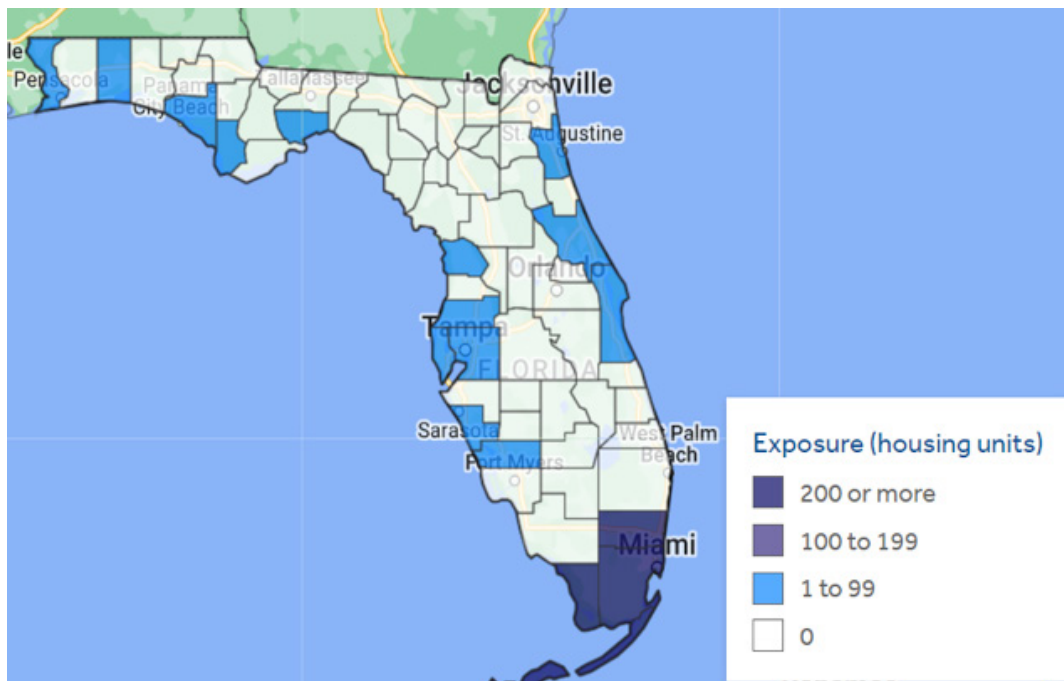 le
Pensacola
Panama
City Beach
Tallahassee
Jacksonville
St. Augustine
Orlando
Tampa
FLORIDA
Sarasota
Fort Myers
West Palm
Beach
Miami
Exposure (housing units)
200 or more
100 to 199
1 to 99
0